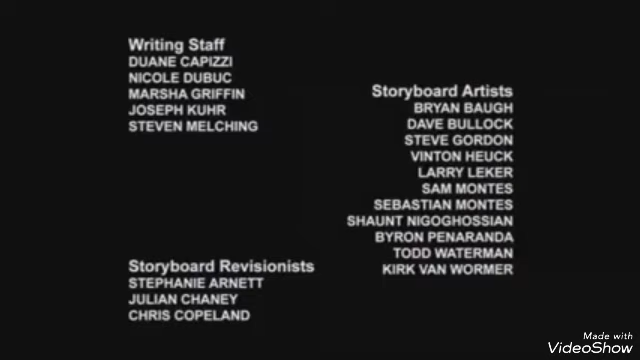 Writing Staff
DUANE CAPIZZI
NICOLE DUBUC
MARSHA GRIFFIN
JOSEPH KUHR
STEVEN MELCHING
Storyboard Artists
BRYAN BAUGH
DAVE BULLOCK
STEVE GORDON
VINTON HEUCK
LARRY LEKER
SAM MONTES
SEBASTIAN MONTES
SHAUNT NIGOGHOSSIAN
BYRON PENARANDA
TODD WATERMAN
KIRK VAN WORMER
Storyboard Revisionists
STEPHANIE ARNETT
JULIAN CHANEY
CHRIS COPELAND
Made with
VideoShow